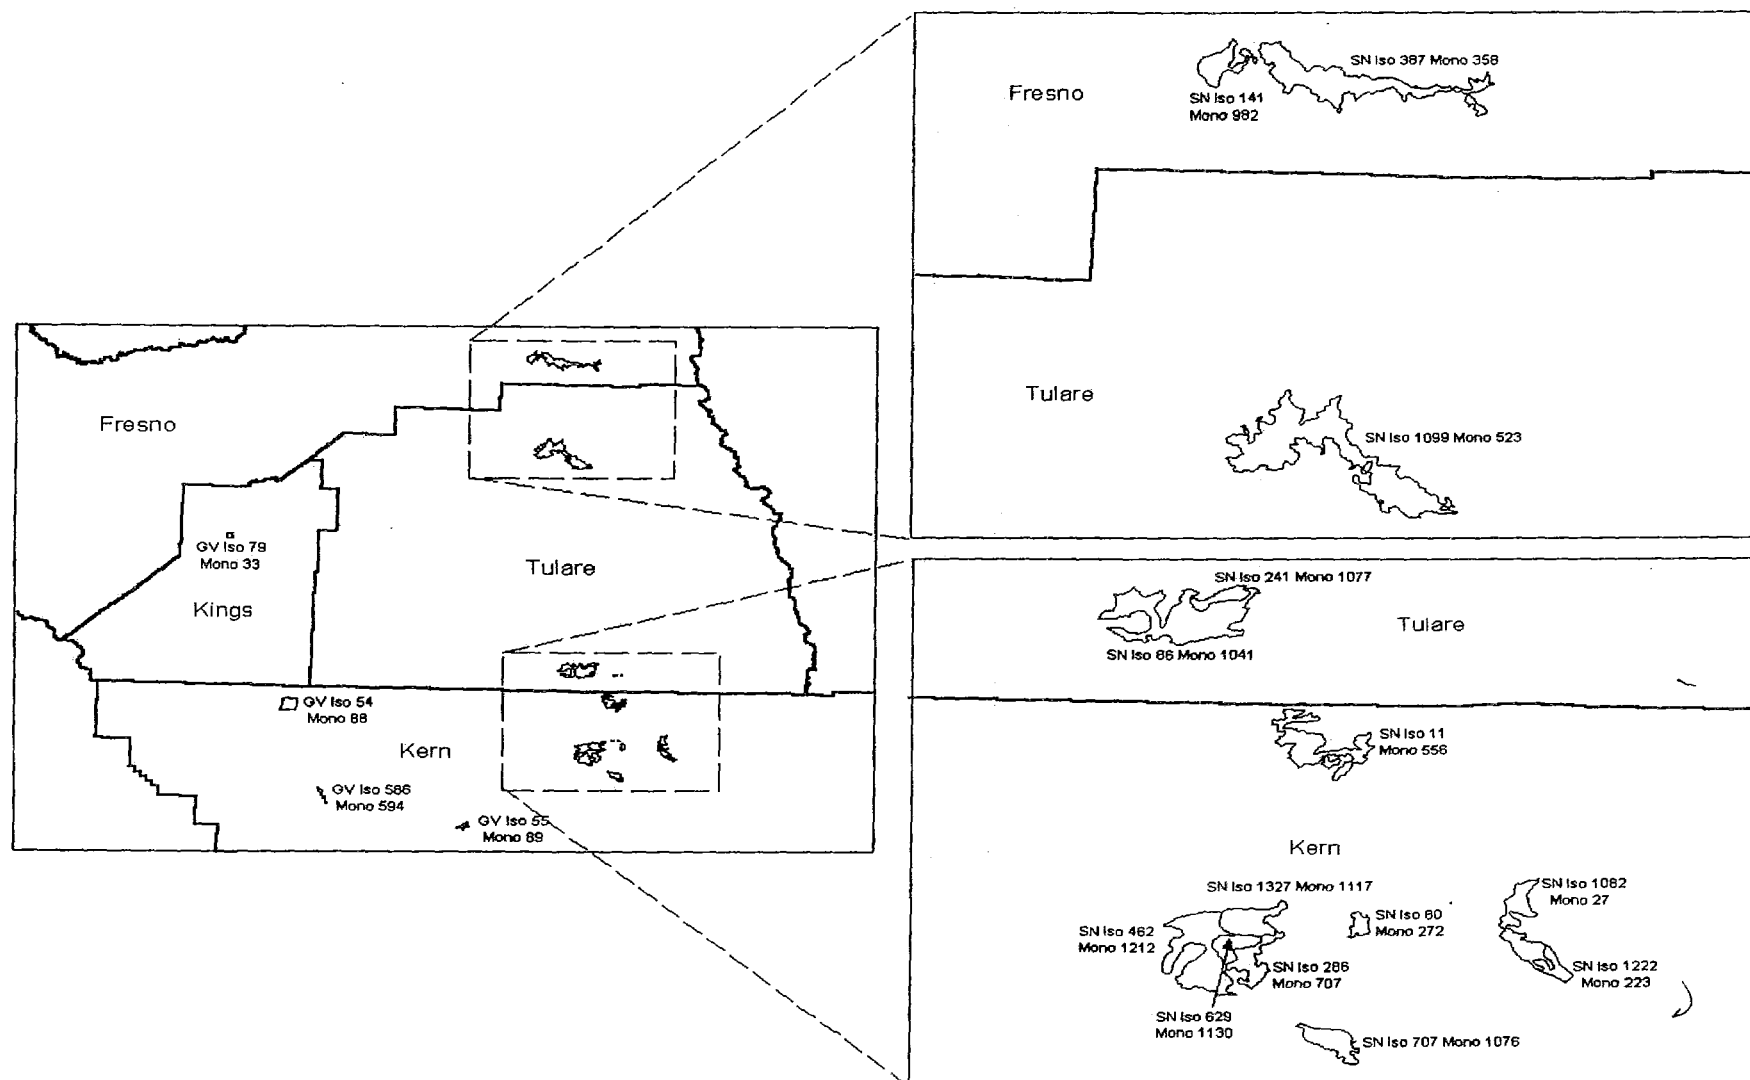 Fresno
GV Iso 79
Mono 33
Kings
Tulare
GV Iso 54
Mono 88
Kern
GV Iso 586
Mono 594
GV Iso 55
Mono 89
Fresno
SN Iso 387 Mono 358
SN Iso 141
Mono 982
Tulare
SN Iso 1099 Mono 523
SN Iso 241 Mono 1077
Tulare
SN Iso 86 Mono 1041
SN Iso 11
Mono 556
Kern
SN Iso 1327 Mono 1117
SN Iso 1082
Mono 27
SN Iso 462
Mono 1212
SN Iso 80
Mono 272
SN Iso 286
Mono 707
SN Iso 1222
Mono 223
SN Iso 629
Mono 1130
SN Iso 707 Mono 1076